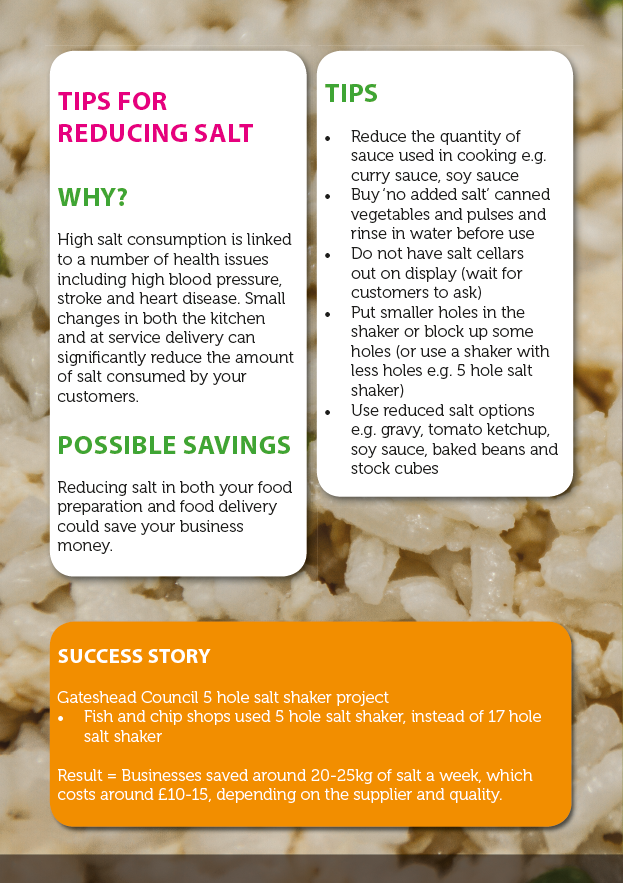 TIPS FOR
REDUCING SALT
WHY?
High salt consumption is linked
to a number of health issues
including high blood pressure,
stroke and heart disease. Small
changes in both the kitchen
and at service delivery can
significantly reduce the amount
of salt consumed by your
customers.
POSSIBLE SAVINGS
Reducing salt in both your food
preparation and food delivery
could save your business
money.
TIPS
• Reduce the quantity of
sauce used in cooking e.g.
curry sauce, soy sauce
• Buy ‘no added salt’ canned
vegetables and pulses and
rinse in water before use
• Do not have salt cellars
out on display (wait for
customers to ask)
• Put smaller holes in the
shaker or block up some
holes (or use a shaker with
less holes e.g. 5 hole salt
shaker)
• Use reduced salt options
e.g. gravy, tomato ketchup,
soy sauce, baked beans and
stock cubes
SUCCESS STORY
Gateshead Council 5 hole salt shaker project
• Fish and chip shops used 5 hole salt shaker, instead of 17 hole
salt shaker
Result = Businesses saved around 20-25kg of salt a week, which
costs around £10-15, depending on the supplier and quality.